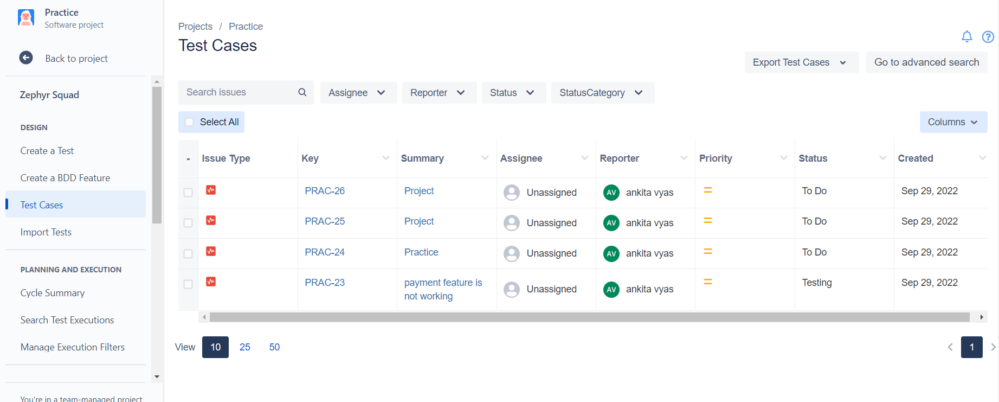 Practice
Software project
Back to project
Zephyr Squad
DESIGN
Create a Test
Create a BDD Feature
Test Cases
Import Tests
PLANNING AND EXECUTION
Cycle Summary
Search Test Executions
Manage Execution Filters
You're in a team-managed project
Projects / Practice
Test Cases
Export Test Cases Go to advanced search
Search issues Assignee Reporter Status StatusCategory
Select All Columns
- Issue Type Key Summary Assignee Reporter Priority Status Created
PRAC-26 Project Unassigned AV ankita vyas To Do Sep 29, 2022
PRAC-25 Project Unassigned AV ankita vyas To Do Sep 29, 2022
PRAC-24 Practice Unassigned AV ankita vyas To Do Sep 29, 2022
PRAC-23 payment feature is not working Unassigned AV ankita vyas Testing Sep 29, 2022
View 10 25 50 1